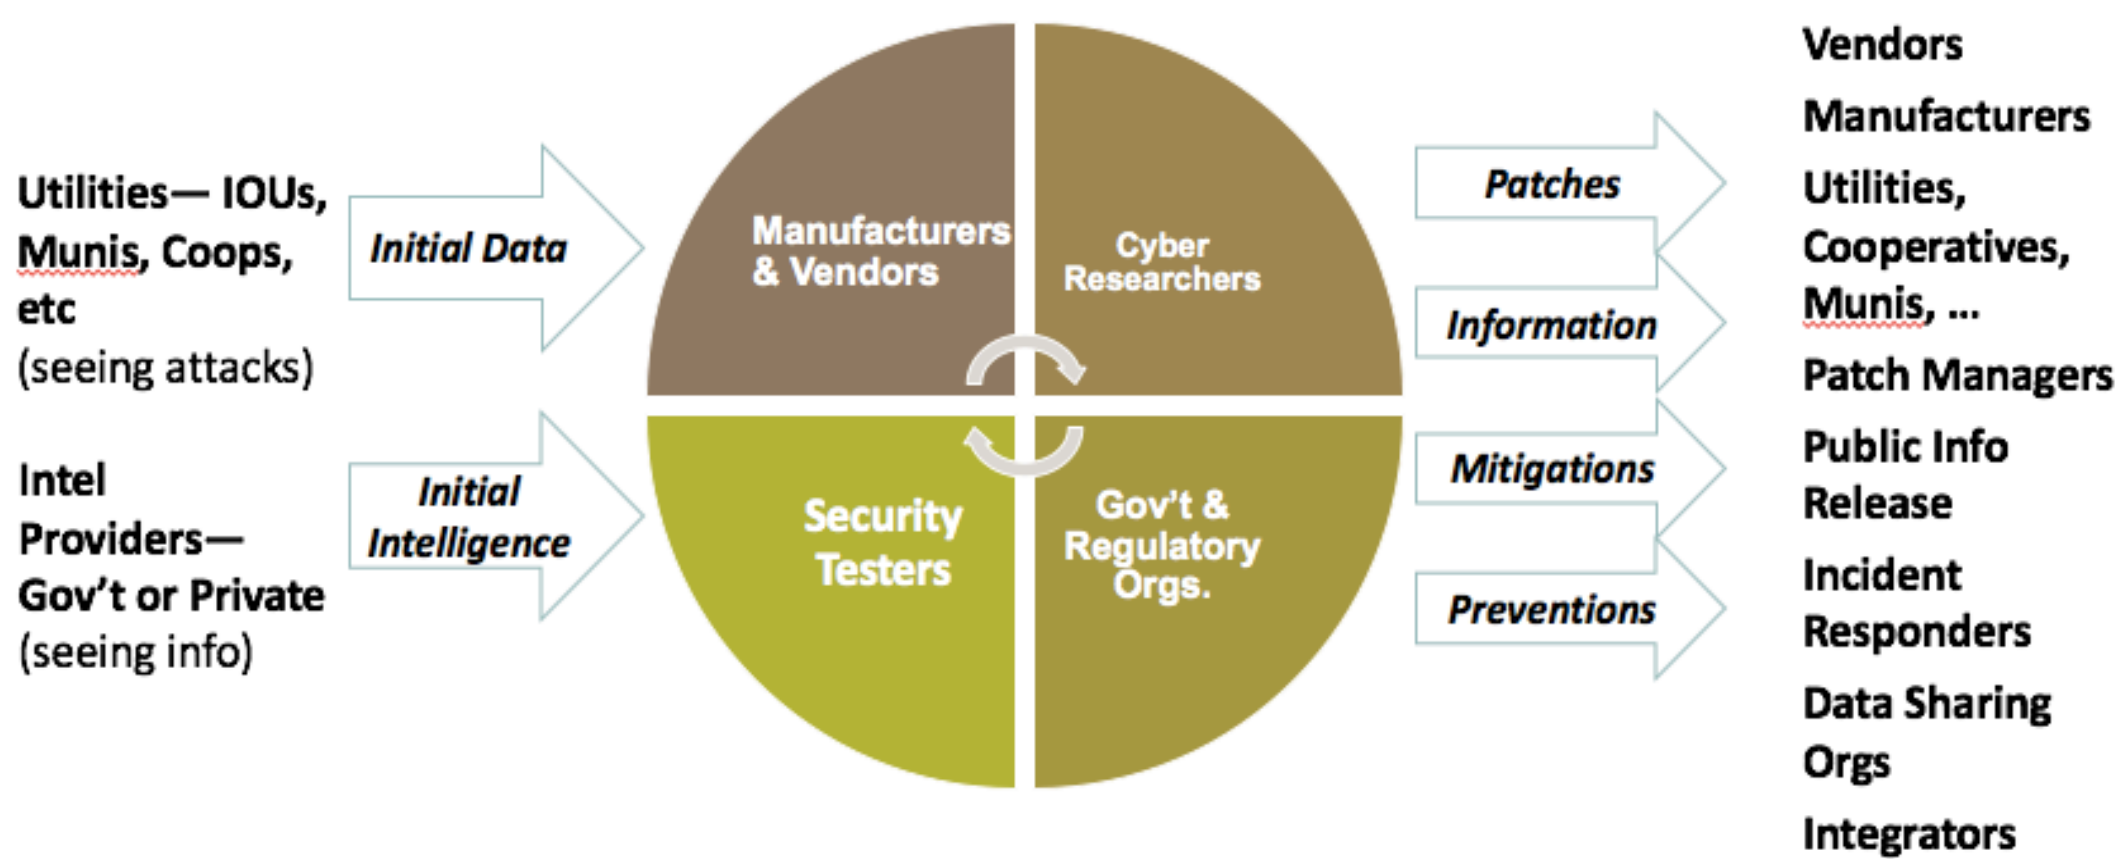 Utilities— IOUs,
Munis, Coops,
etc
(seeing attacks)
Intel
Providers—
Gov’t or Private
(seeing info)
Initial Data
Initial
Intelligence
Manufacturers
& Vendors
Cyber
Researchers
Security
Testers
Gov’t &
Regulatory
Orgs.
Patches
Information
Mitigations
Preventions
Vendors
Manufacturers
Utilities,
Cooperatives,
Munis, ...
Patch Managers
Public Info
Release
Incident
Responders
Data Sharing
Orgs
Integrators